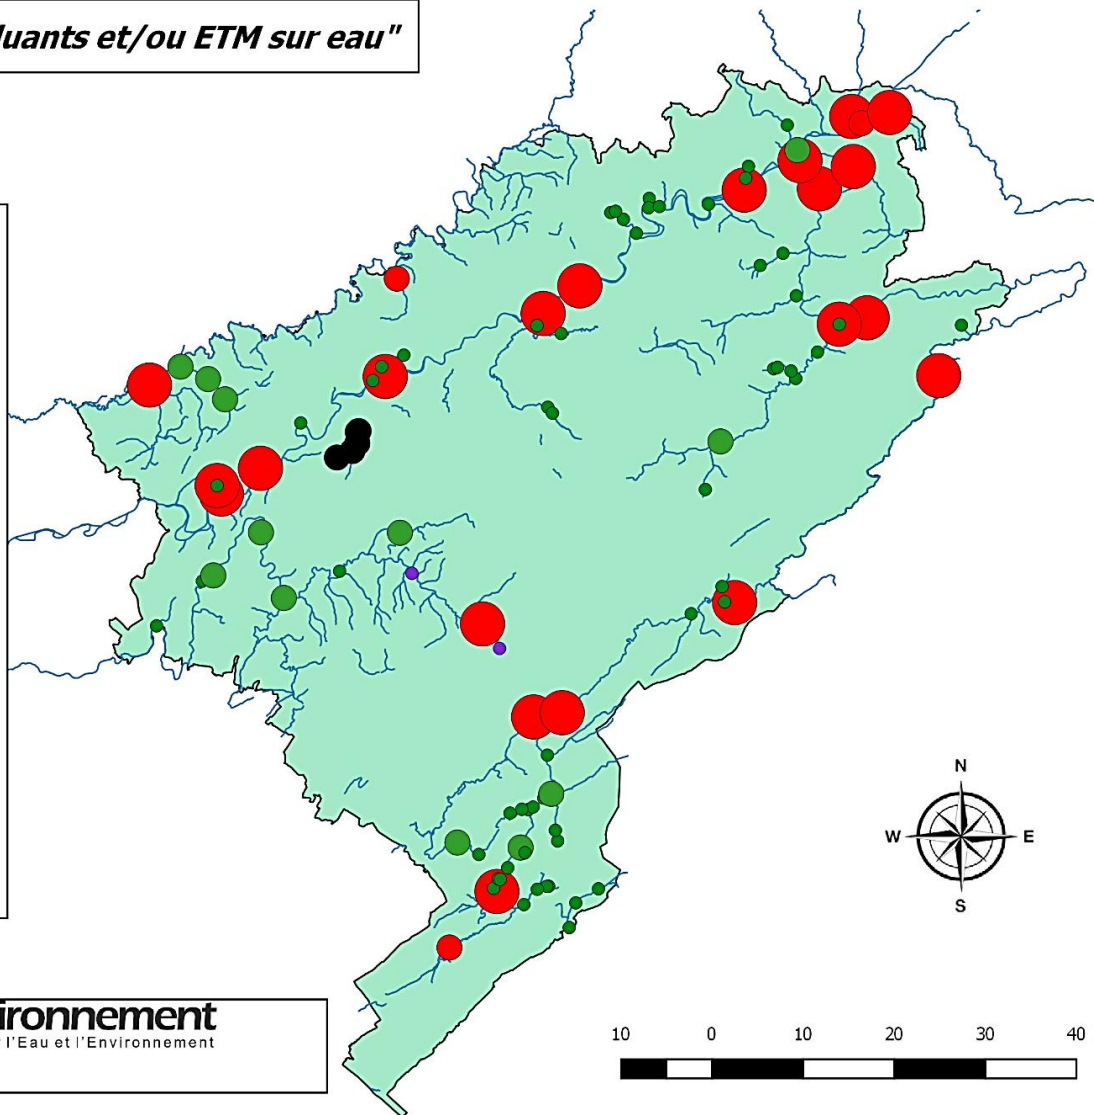 luants et/ou ETM sur eau"
N
W E
S
ironnement
l'Eau et l'Environnement
10 0 10 20 30 40